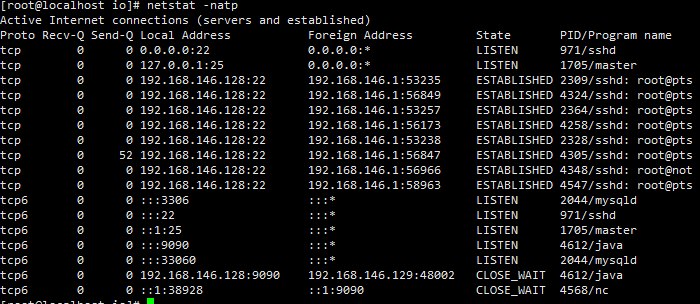 [root@localhost io]# netstat -natp
Active Internet connections (servers and established)
Proto Recv-Q Send-Q Local Address           Foreign Address         State       PID/Program name
tcp        0      0 0.0.0.0:22              0.0.0.0:*               LISTEN      971/sshd
tcp        0      0 127.0.0.1:25            0.0.0.0:*               LISTEN      1705/master
tcp        0      0 192.168.146.128:22      192.168.146.1:53235     ESTABLISHED 2309/sshd: root@pts
tcp        0      0 192.168.146.128:22      192.168.146.1:56849     ESTABLISHED 4324/sshd: root@pts
tcp        0      0 192.168.146.128:22      192.168.146.1:53257     ESTABLISHED 2364/sshd: root@pts
tcp        0      0 192.168.146.128:22      192.168.146.1:56173     ESTABLISHED 4258/sshd: root@pts
tcp        0      0 192.168.146.128:22      192.168.146.1:53238     ESTABLISHED 2328/sshd: root@pts
tcp        0     52 192.168.146.128:22      192.168.146.1:56847     ESTABLISHED 4305/sshd: root@pts
tcp        0      0 192.168.146.128:22      192.168.146.1:56966     ESTABLISHED 4348/sshd: root@not
tcp        0      0 192.168.146.128:22      192.168.146.1:58963     ESTABLISHED 4547/sshd: root@pts
tcp6       0      0 :::3306                 :::*                    LISTEN      2044/mysqld
tcp6       0      0 :::22                   :::*                    LISTEN      971/sshd
tcp6       0      0 ::1:25                  :::*                    LISTEN      1705/master
tcp6       0      0 :::9090                 :::*                    LISTEN      4612/java
tcp6       0      0 :::33060                :::*                    LISTEN      2044/mysqld
tcp6       0      0 192.168.146.128:9090    192.168.146.129:48002   CLOSE_WAIT  4612/java
tcp6       0      0 ::1:38928               ::1:9090                CLOSE_WAIT  4568/nc
[root@localhost io]#